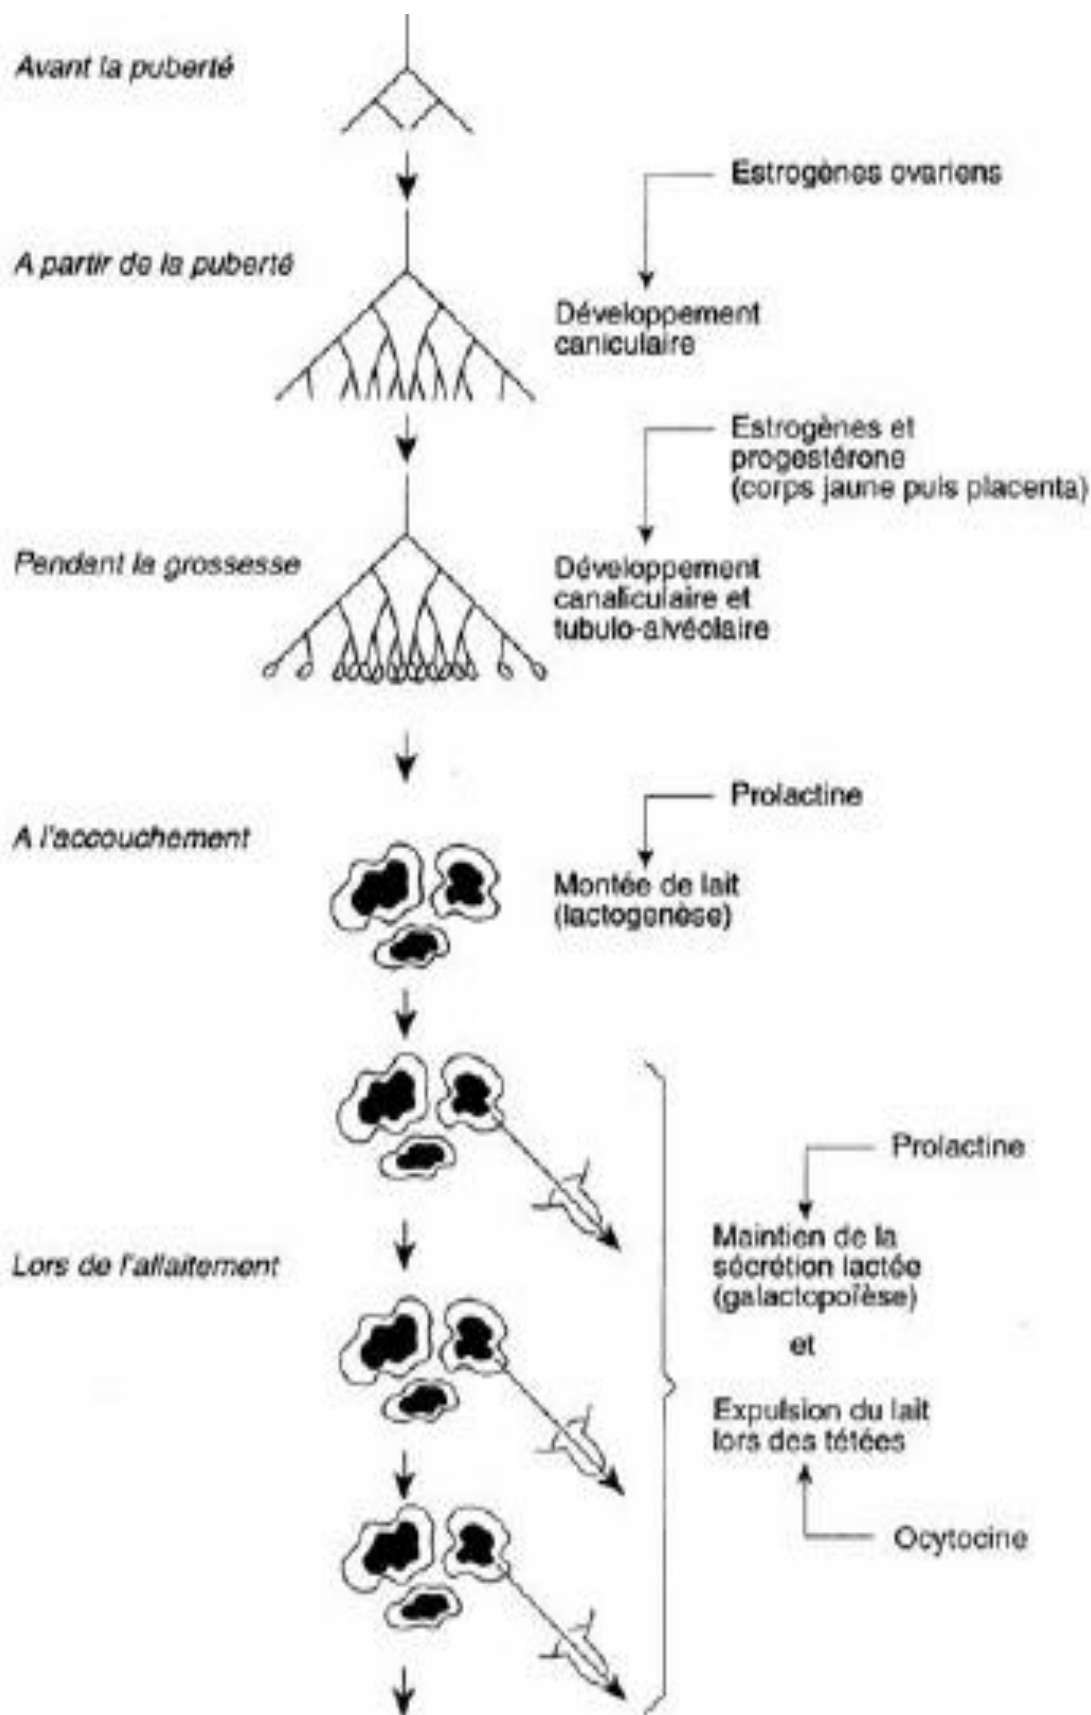 Avant la puberté
Estrogènes ovariens
A partir de la puberté
Développement
caniculaire
Estrogènes et
progestérone
(corps jaune puis placenta)
Pendant la grossesse
Développement
canaliculaire et
tubulo-alvéolaire
Prolactine
A l'accouchement
Montée de lait
(lactogenèse)
Prolactine
Lors de l'allaitement
Maintien de la
sécrétion lactée
(galactopoïèse)
et
Expulsion du lait
lors des tétées
Ocytocine